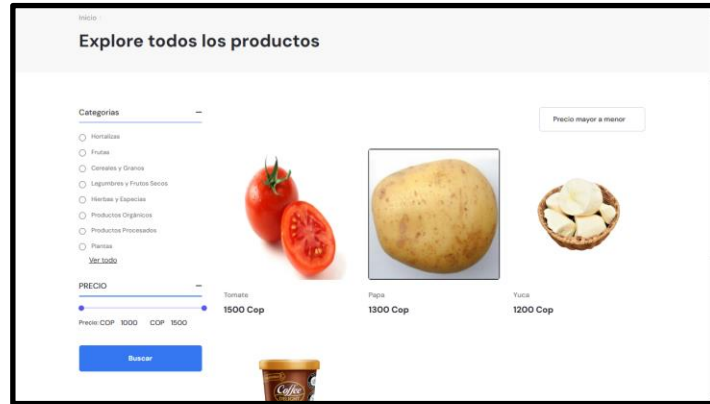 Inicio
Explore todos los productos
Categorias
Hortalizas
Frutas
Cereales y Granos
Legumbres y Frutos Secos
Hierbas y Especias
Productos Orgánicos
Productos Procesados
Plantas
Ver todo
PRECIO
Precio: COP 1000 COP 1500
Buscar
Precio mayor a menor
Tomate
1500 Cop
Papa
1300 Cop
Yuca
1200 Cop
Coffee